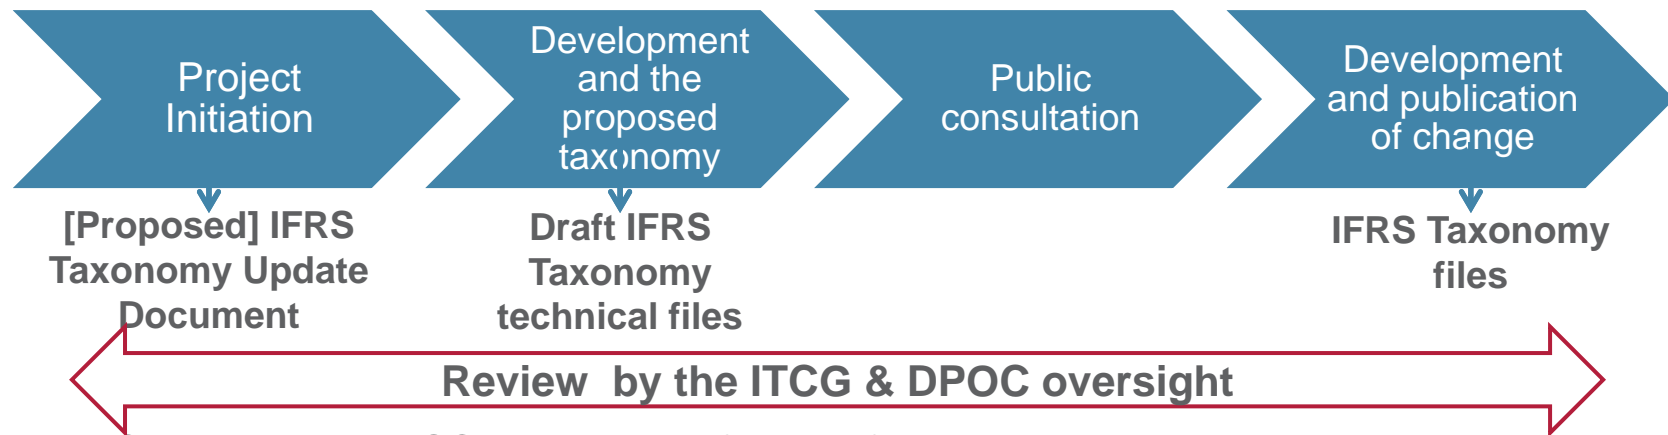 Project
Initiation
Development
and the
proposed
taxonomy
Public
consultation
Development
and publication
of change
[Proposed] IFRS
Taxonomy Update
Document
Draft IFRS
Taxonomy
technical files
IFRS Taxonomy
files
Review by the ITCG & DPOC oversight